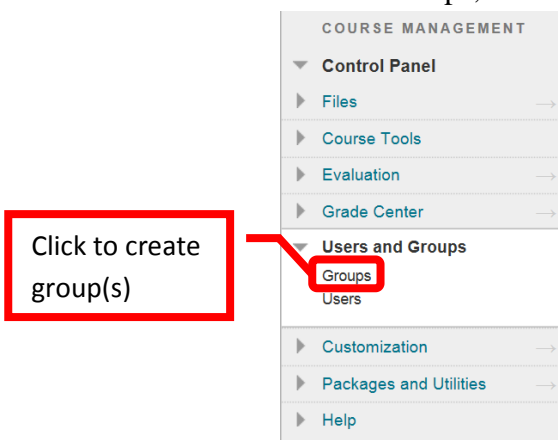 COURSE MANAGEMENT
Control Panel
Files
Course Tools
Evaluation
Grade Center
Click to create
group(s)
Users and Groups
Groups
Users
Customization
Packages and Utilities
Help